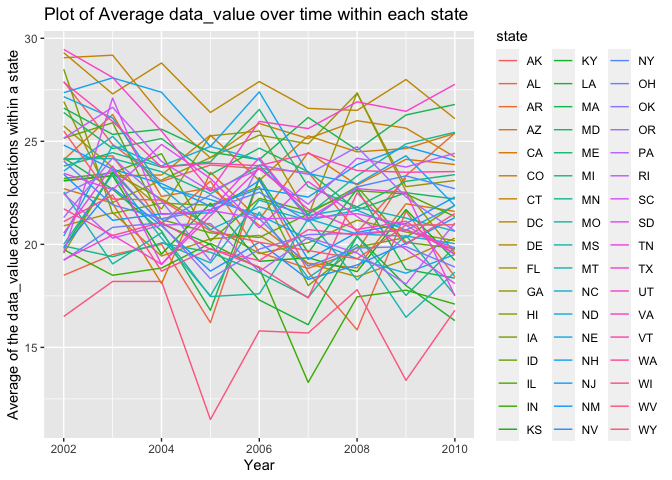 Plot of Average data_value over time within each state
Average of the data_value across locations within a state
30
25
20
15
2002
2004
2006
2008
2010
Year
state
AK
AL
AR
AZ
CA
CO
CT
DC
DE
FL
GA
HI
IA
ID
IL
IN
KS
KY
LA
MA
MD
ME
MI
MN
MO
MS
MT
NC
ND
NE
NH
NJ
NM
NV
NY
OH
OK
OR
PA
RI
SC
SD
TN
TX
UT
VA
VT
WA
WI
WV
WY